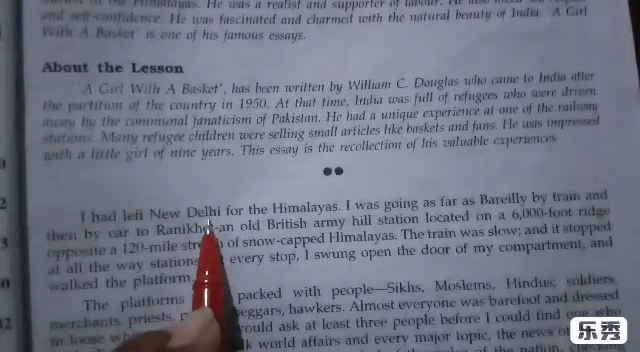 of the Himalayas. He was a realist and supporter of labour. He also
and self-confidence. He was fascinated and charmed with the natural beauty of India. A Girl
With A Basket is one of his famous essays.
About the Lesson
A Girl With A Basket', has been written by William C. Douglas who came to India after
the partition of the country in 1950. At that time, India was full of refugees who were driven
away by the communal fanaticism of Pakistan. He had a unique experience at one of the railway
stations. Many refugee children were selling small articles like baskets and fans. He was impressed
with a little girl of nine years. This essay is the recollection of his valuable experiences
I had left New Delhi for the Himalayas. I was going as far as Bareilly by train and
then by car to Ranikhet-an old British army hill station located on a 6,000-foot ridge
opposite a 120-mile of snow-capped Himalayas. The train was slow; and it stopped
at all the way stations every stop, I swung open the door of my compartment, and
walked the platform
The platforms packed with people—Sikhs, Moslems, Hindus; soldiers,
merchants, priests, beggars, hawkers. Almost everyone was barefoot and dressed
in loose would ask at least three people before I could find one who
world affairs and every major topic, the news of
乐秀